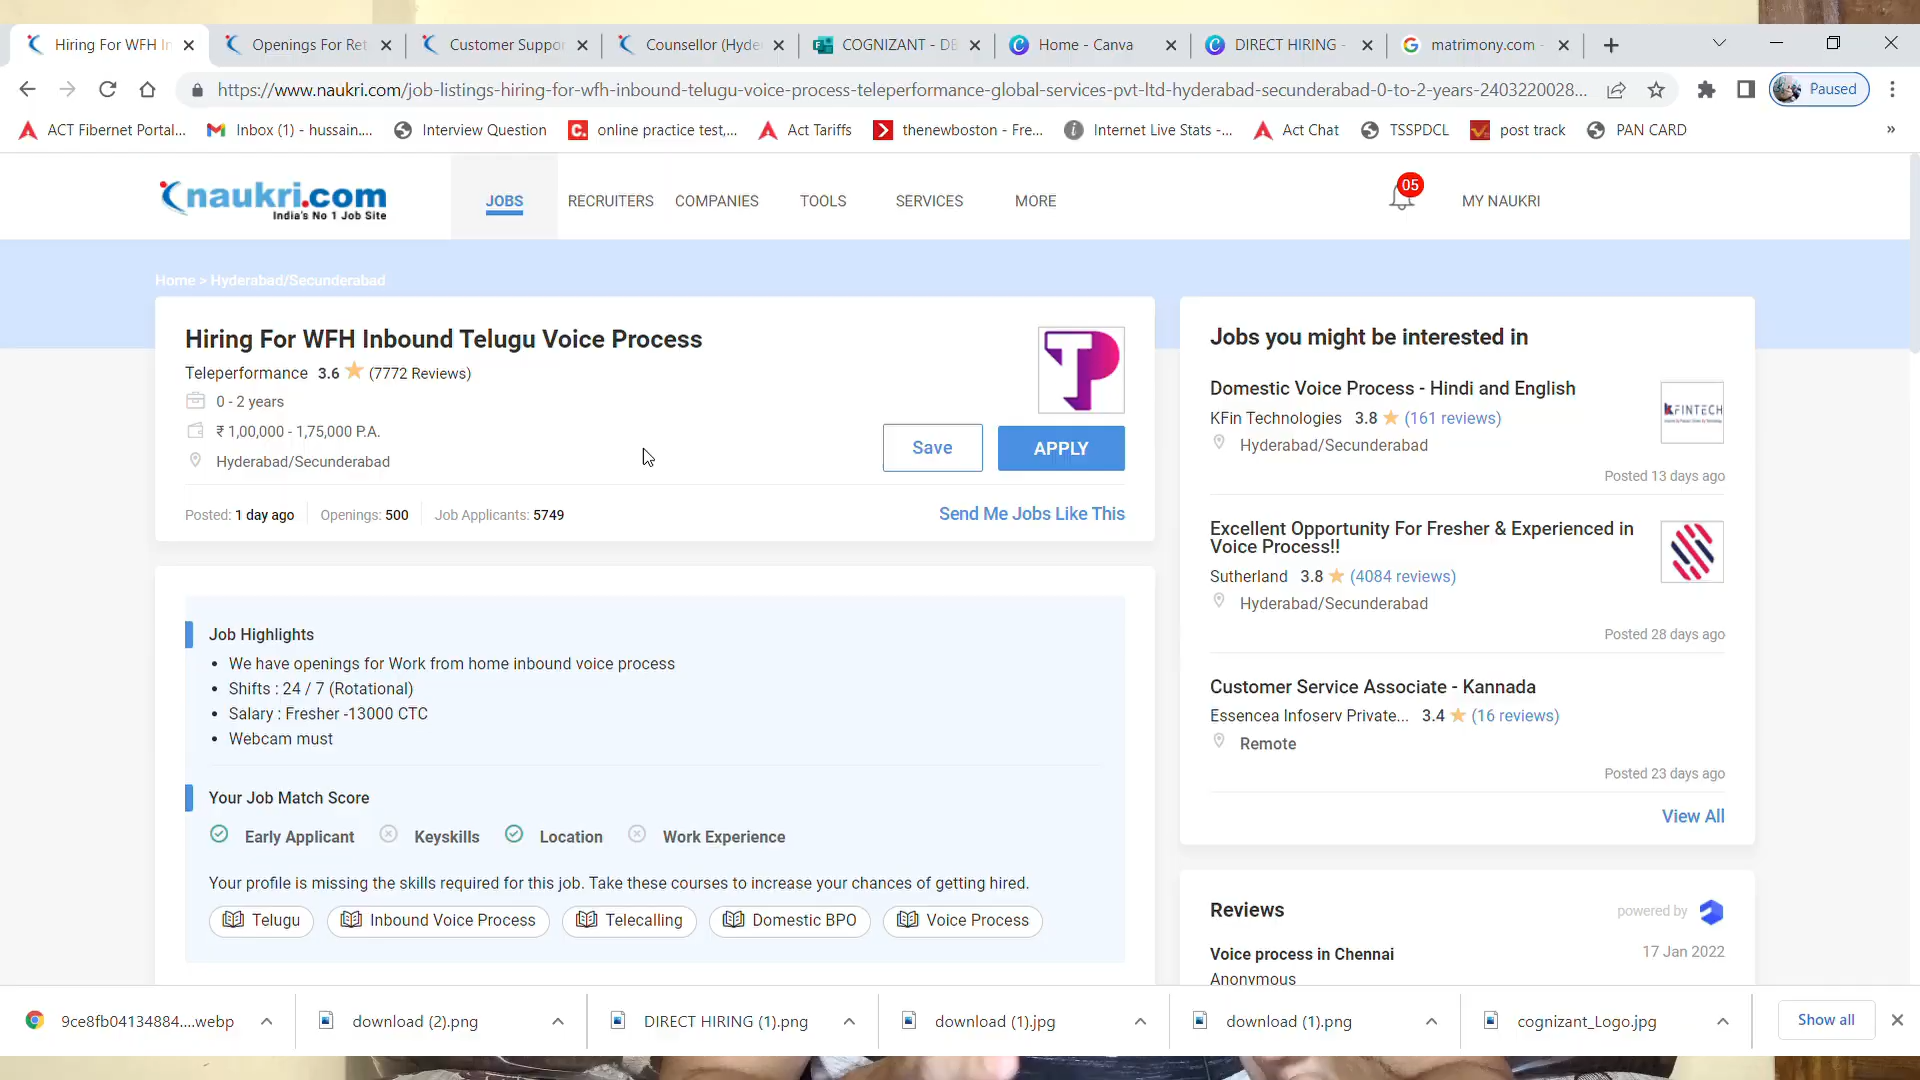 Hiring For WFH In
Openings For Ret
Customer Suppor
Counsellor (Hyde
COGNIZANT - DE
Home - Canva
DIRECT HIRING -
matrimony.com -
https://www.naukri.com/job-listings-hiring-for-wfh-inbound-telugu-voice-process-teleperformance-global-services-pvt-ltd-hyderabad-secunderabad-0-to-2-years-2403220028...
Paused
ACT Fibernet Portal...
Inbox (1) - hussain....
Interview Question
online practice test,...
Act Tariffs
thenewboston - Fre...
Internet Live Stats -...
Act Chat
TSSPDCL
post track
PAN CARD
»
naukri.com
India's No 1 Job Site
JOBS
RECRUITERS
COMPANIES
TOOLS
SERVICES
MORE
05
MY NAUKRI
Home > Hyderabad/Secunderabad
Hiring For WFH Inbound Telugu Voice Process
Teleperformance 3.6 (7772 Reviews)
0 - 2 years
₹ 1,00,000 - 1,75,000 P.A.
Hyderabad/Secunderabad
Save
APPLY
Posted: 1 day ago
Openings: 500
Job Applicants: 5749
Send Me Jobs Like This
Job Highlights
• We have openings for Work from home inbound voice process
• Shifts : 24 / 7 (Rotational)
• Salary : Fresher -13000 CTC
• Webcam must
Your Job Match Score
Early Applicant
Keyskills
Location
Work Experience
Your profile is missing the skills required for this job. Take these courses to increase your chances of getting hired.
Telugu
Inbound Voice Process
Telecalling
Domestic BPO
Voice Process
Jobs you might be interested in
Domestic Voice Process - Hindi and English
KFin Technologies 3.8 (161 reviews)
Hyderabad/Secunderabad
KFINTECH
Posted 13 days ago
Excellent Opportunity For Fresher & Experienced in
Voice Process!!
Sutherland 3.8 (4084 reviews)
Hyderabad/Secunderabad
Posted 28 days ago
Customer Service Associate - Kannada
Essencea Infoserv Private... 3.4 (16 reviews)
Remote
Posted 23 days ago
View All
Reviews
powered by
Voice process in Chennai
17 Jan 2022
Anonymous
9ce8fb04134884....webp
download (2).png
DIRECT HIRING (1).png
download (1).jpg
download (1).png
cognizant_Logo.jpg
Show all